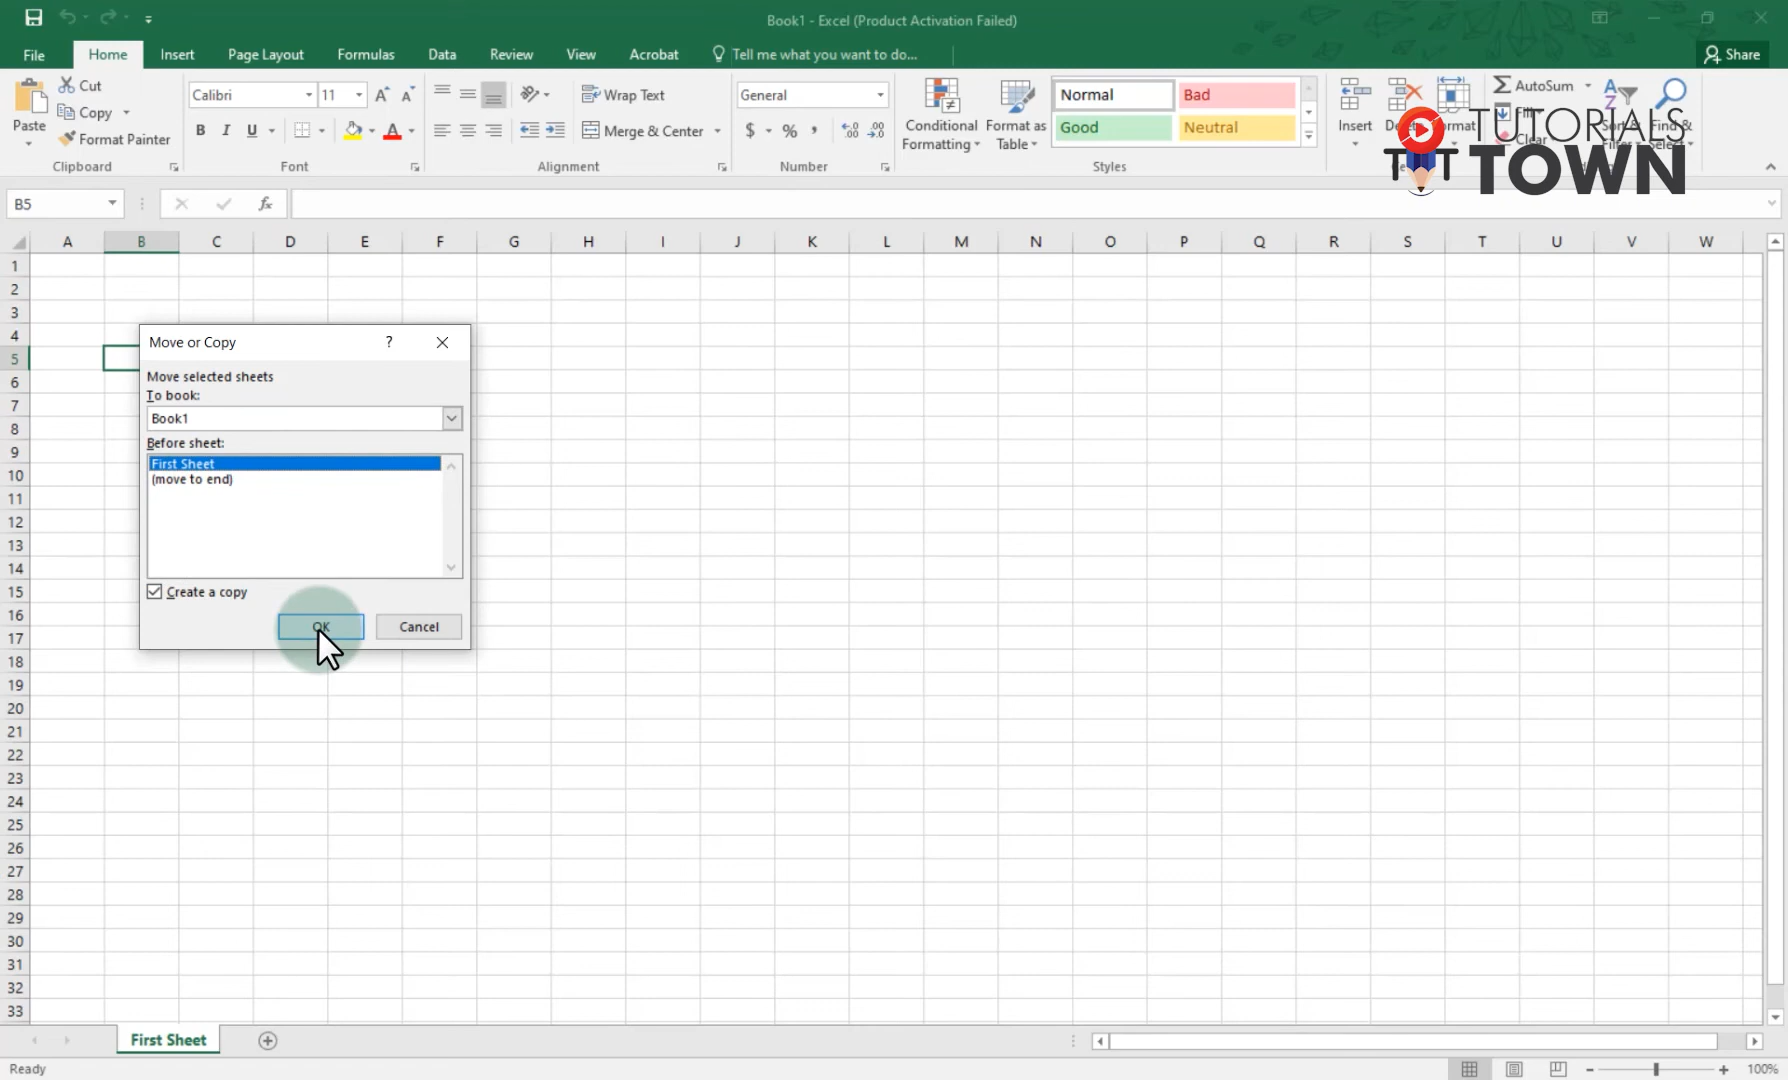 Book1 - Excel (Product Activation Failed)
File Home Insert Page Layout Formulas Data Review View Acrobat Tell me what you want to do... Share
Paste
Cut
Copy
Format Painter
Clipboard
Calibri 11
B I U A
Font
Wrap Text
Merge & Center
Alignment
General
$ % ,
Number
Conditional Formatting
Format as Table
Normal Bad
Good Neutral
Styles
Insert
AutoSum
Clear
TUTORIALS
TOWN
B5 fx
A B C D E F G H I J K L M N O P Q R S T U V W
1
2
3
4
5
6
7
8
9
10
11
12
13
14
15
16
17
18
19
20
21
22
23
24
25
26
27
28
29
30
31
32
33
Move or Copy ?
Move selected sheets
To book:
Book1
Before sheet:
First Sheet
(move to end)
Create a copy
OK Cancel
First Sheet
Ready 100%